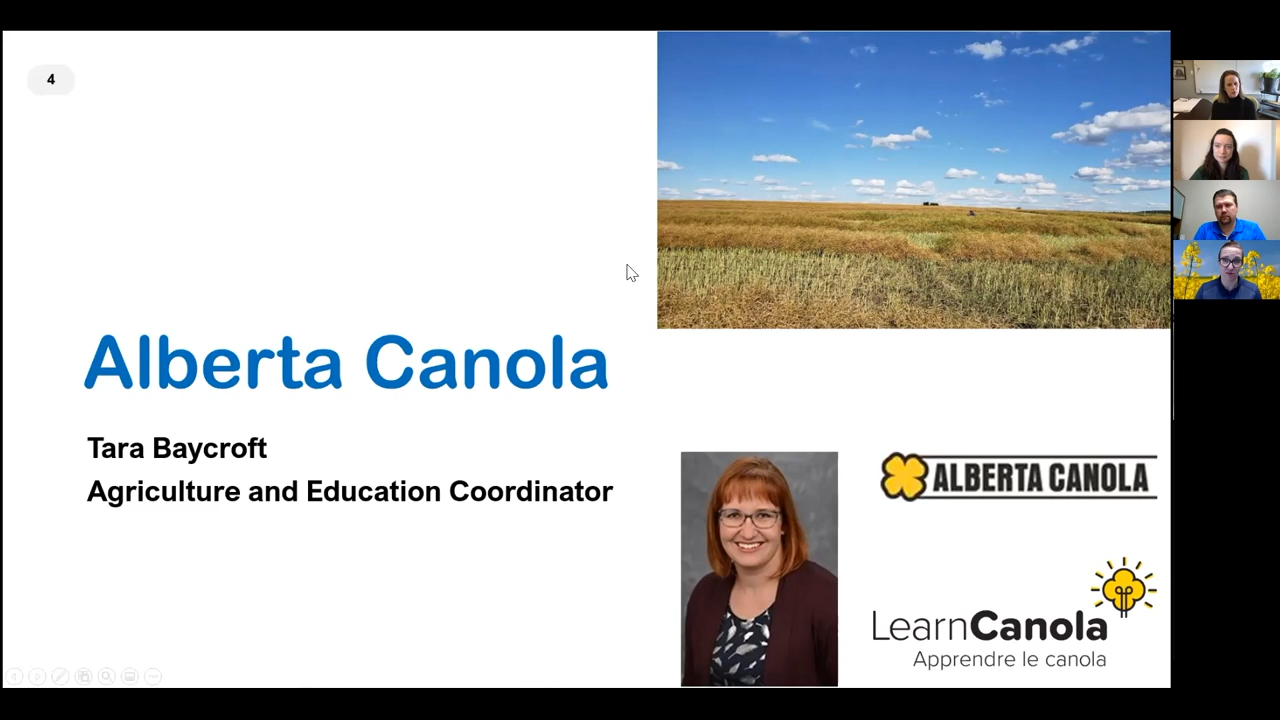 4
Alberta Canola
Tara Baycroft
Agriculture and Education Coordinator
ALBERTA CANOLA
LearnCanola
Apprendre le canola